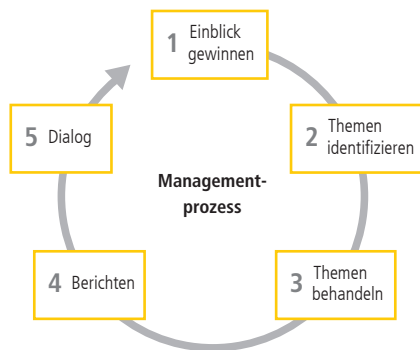 1 Einblick
gewinnen
2 Themen
identifizieren
3 Themen
behandeln
4 Berichten
5 Dialog
Management-
prozess